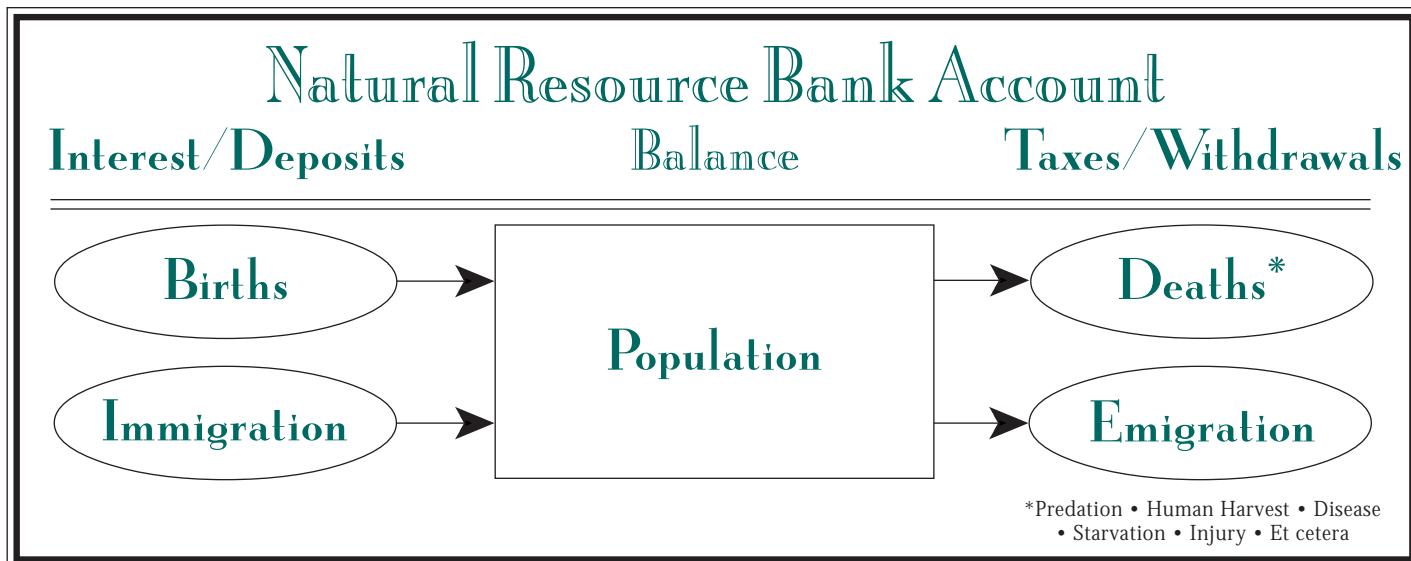 Natural Resource Bank Account
Interest/Deposits Balance Taxes/Withdrawals
Births Deaths*
Population
Immigration Emigration
*Predation • Human Harvest • Disease
• Starvation • Injury • Et cetera